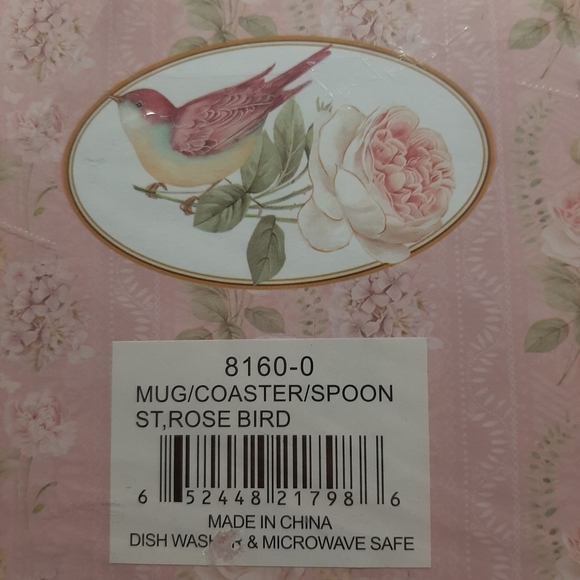 8160-0
MUG/COASTER/SPOON
ST,ROSE BIRD
6 52448 21798 6
MADE IN CHINA
DISH & MICROWAVE SAFE